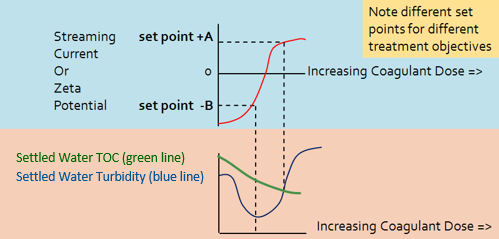 Note different set
points for different
treatment objectives
Streaming
Current
Or
Zeta
Potential
set point +A
0
set point -B
Increasing Coagulant Dose =>
Settled Water TOC (green line)
Settled Water Turbidity (blue line)
Increasing Coagulant Dose =>